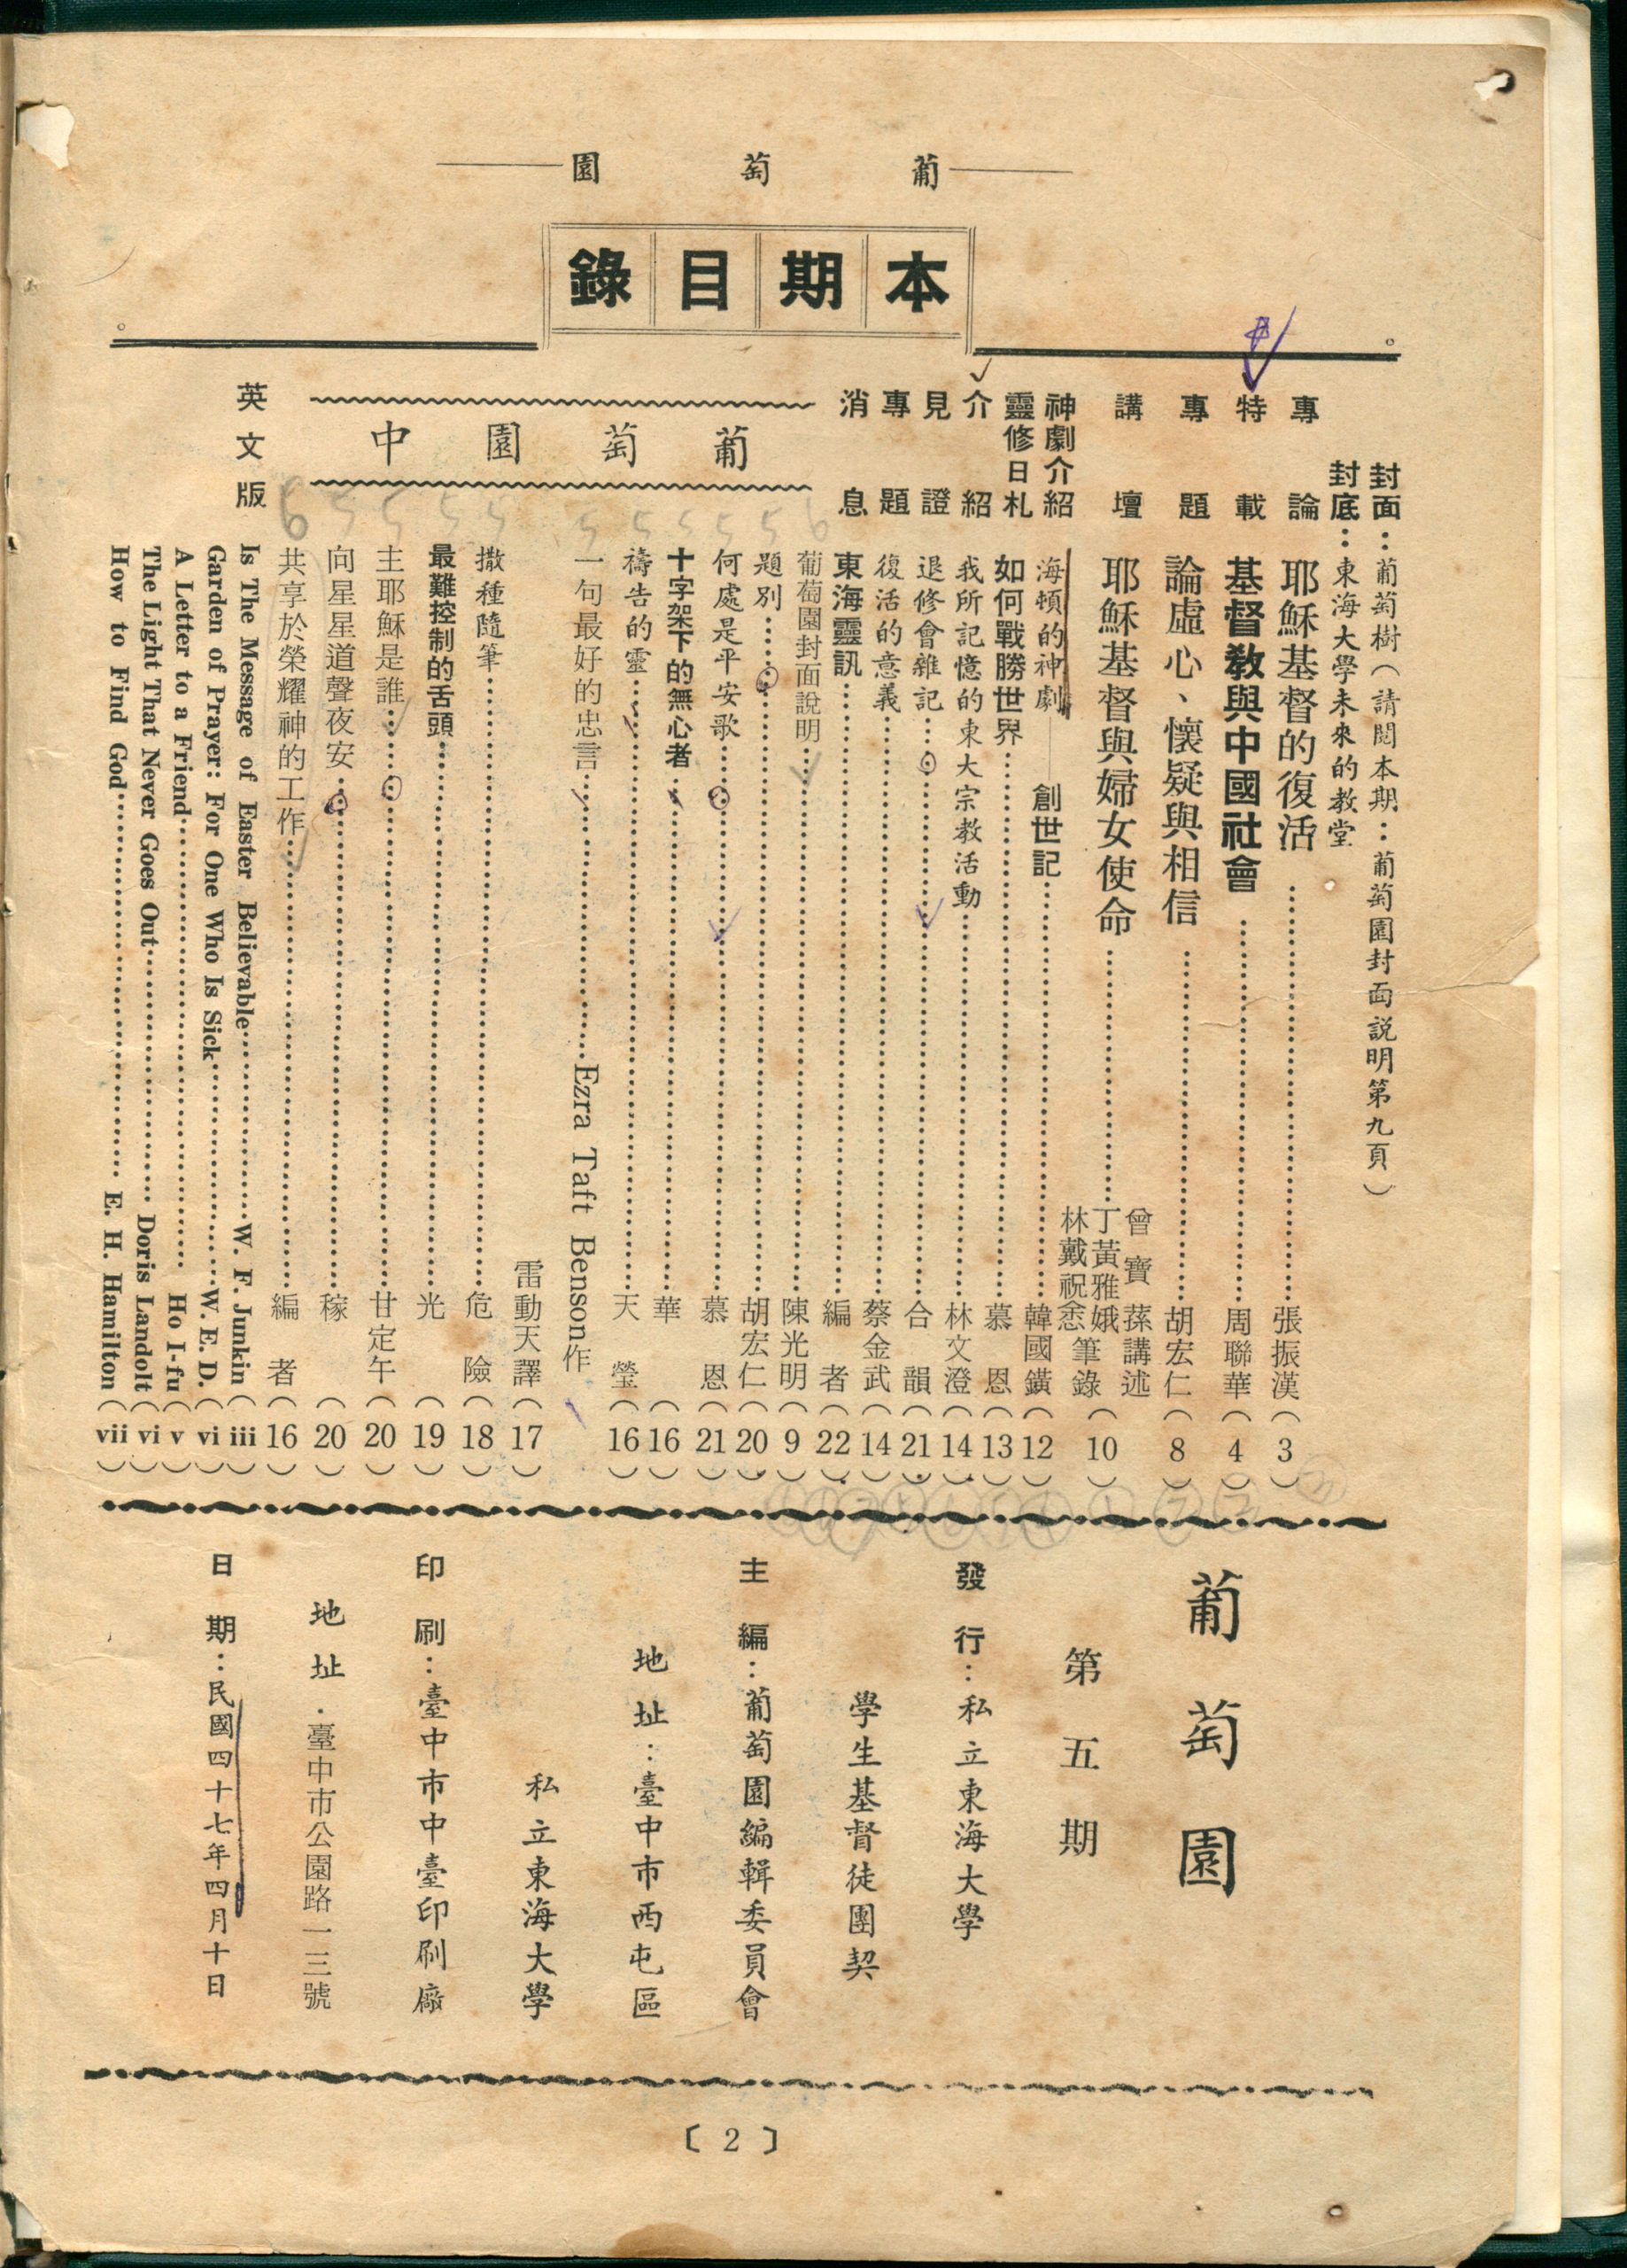 葡萄園
本期目錄
封面：葡萄樹（請閱本期：葡萄園封面說明第九頁）
封底：東海大學未來的教堂
專論 耶穌基督的復活……張振漢（3）
特載 基督教與中國社會……周聯華（4）
專題 論虛心、懷疑與相信……胡宏仁（8）
講壇 耶穌基督與婦女使命……曾寶蓀講述 丁黃雅娥 林戴祝悆筆錄（10）
神劇介紹 海頓的神劇——創世記……韓國鐄（12）
靈修日札 如何戰勝世界……慕恩（13）
介紹 我所記憶的東大宗教活動……林文澄（14）
見證 退修會雜記……合韻（21）
專題 復活的意義……蔡金武（14）
消息 東海靈訊……編者（22）
葡萄園中
葡萄園封面說明……陳光明（9）
題別……胡宏仁（20）
何處是平安歌……慕恩（21）
十字架下的無心者……華（16）
禱告的靈……天瑩（16）
一句最好的忠言……Ezra Taft Benson作
雷動天譯（17）
撒種隨筆……危險（18）
最難控制的舌頭……光（19）
主耶穌是誰……甘定午（20）
向星星道聲夜安……稼（20）
共享於榮耀神的工作……編者（16）
英文版
Is The Message of Easter Believable……W. F. Junkin（iii）
Garden of Prayer: For One Who Is Sick……W. E. D.（vi）
A Letter to a Friend……Ho I-fu（v）
The Light That Never Goes Out……Doris Landolt（vi）
How to Find God……E. H. Hamilton（vii）
葡萄園
第五期
發行：私立東海大學
學生基督徒團契
主編：葡萄園編輯委員會
地址：臺中市西屯區
私立東海大學
印刷：臺中市中臺印刷廠
地址．臺中市公園路一三號
日期：民國四十七年四月十日
〔2〕